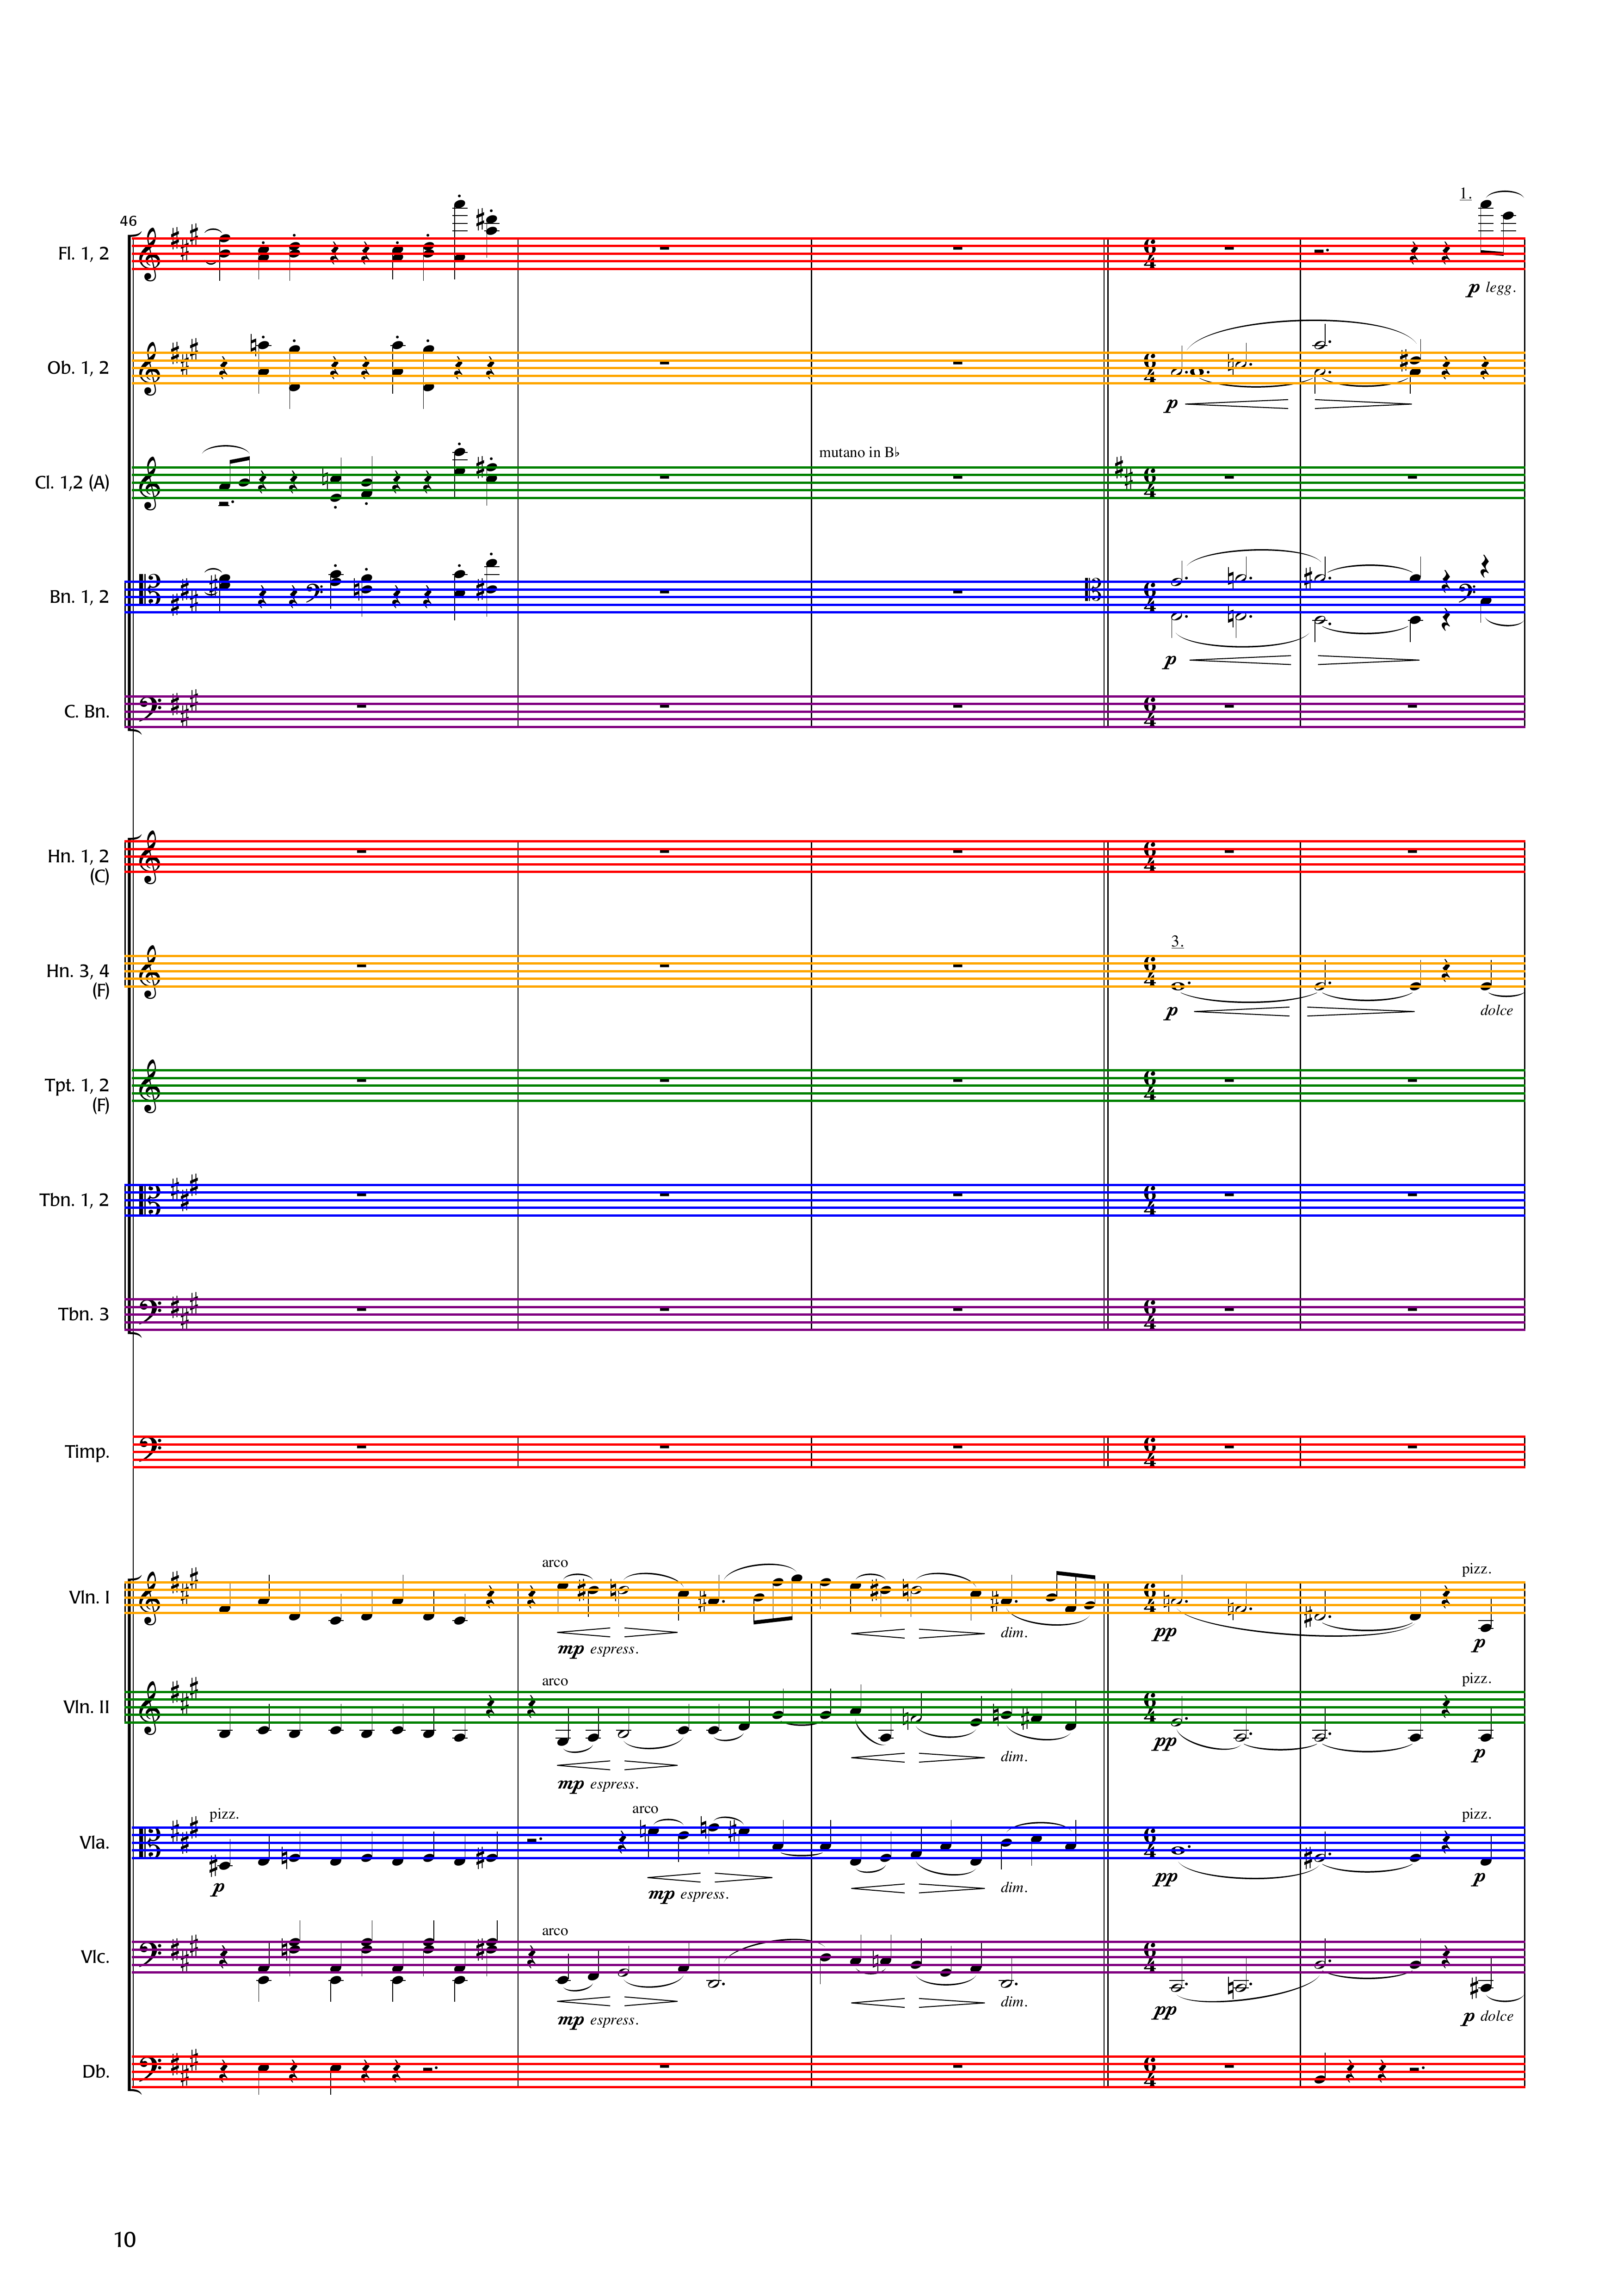 1.
46
Fl. 1, 2
p legg.
Ob. 1, 2
6 4
p
mutano in B♭
Cl. 1,2 (A)
Bn. 1, 2
p
C. Bn.
Hn. 1, 2
(C)
3.
Hn. 3, 4
(F)
p
dolce
Tpt. 1, 2
(F)
Tbn. 1, 2
Tbn. 3
Timp.
arco
pizz.
Vln. I
mp espress.
dim.
pp
p
arco
pizz.
Vln. II
mp espress.
dim.
pp
p
pizz.
arco
pizz.
Vla.
p
mp espress.
dim.
pp
p
arco
Vlc.
mp espress.
dim.
pp
p dolce
Db.
10